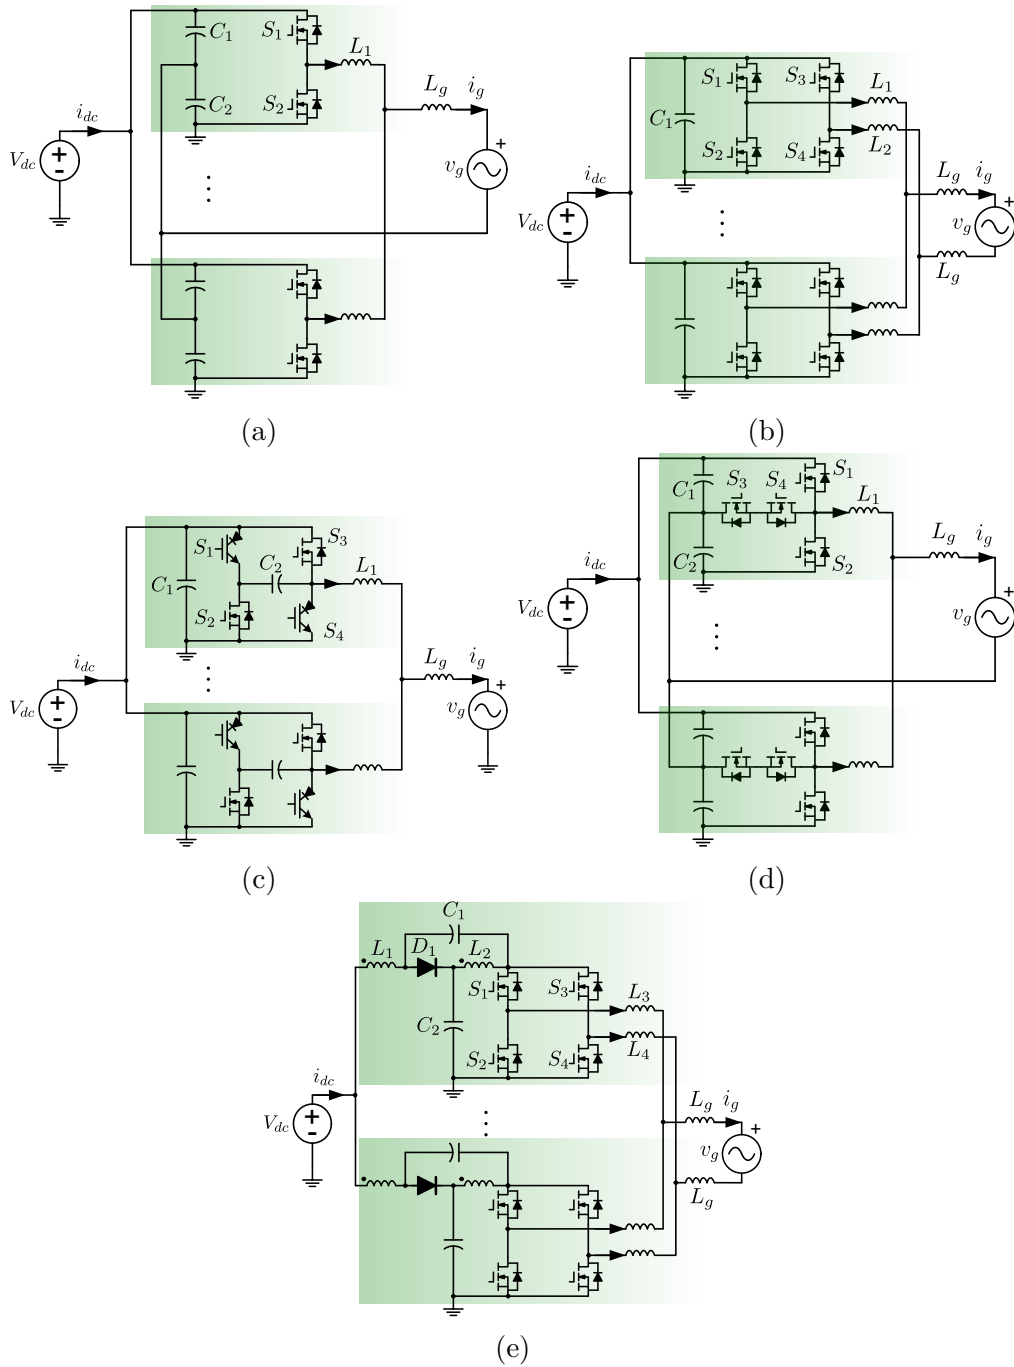 C1 S1 L1
Lg ig
S2
C2
idc
Vdc + - vg +
⋮
(a)
S1 S3 L1
C1
S2 S4 L2
idc Lg ig
Vdc + - vg +
⋮ Lg
(b)
S1 S3
C1 C2 L1
S2 S4
idc Lg ig
Vdc + - vg +
⋮
(c)
S1
C1 S3 S4 L1
Lg ig
C2 S2
idc
Vdc + - vg +
⋮
(d)
C1
L1 D1 L2
S1 S3 L3
C2
S2 S4 L4
idc Lg ig
Vdc + - vg +
⋮ Lg
(e)